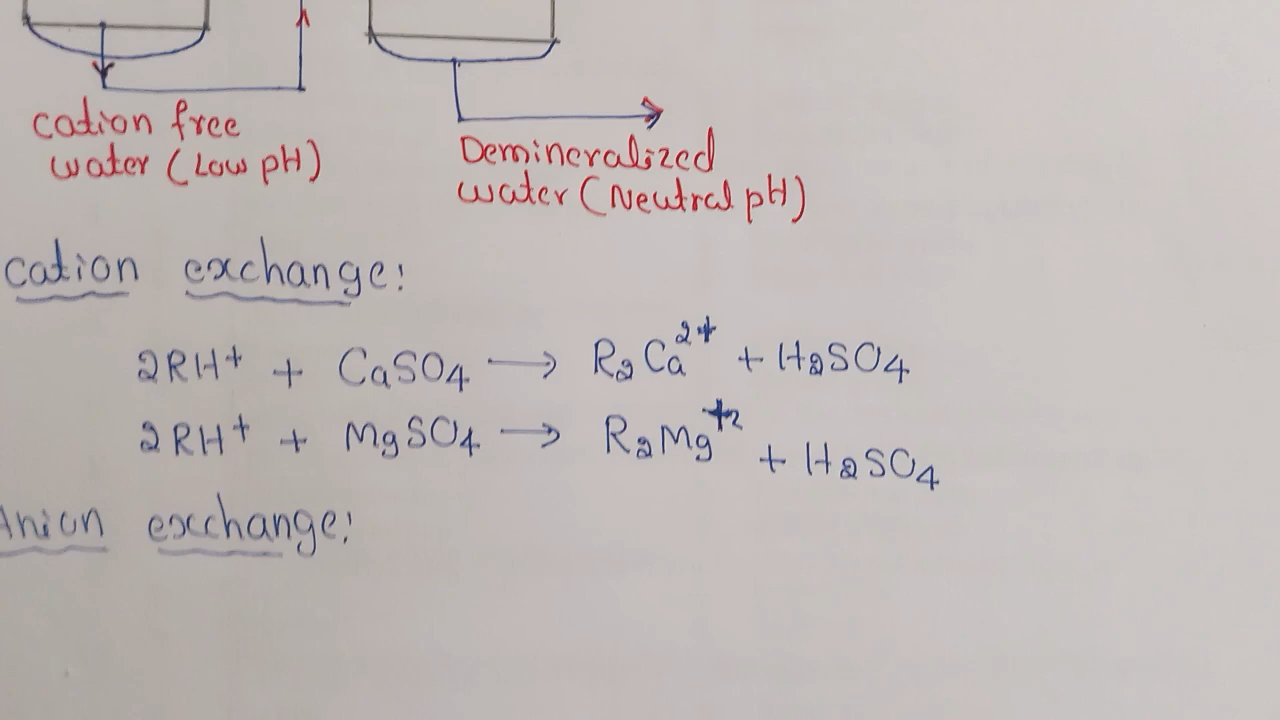 cation free
water (Low pH)
Demineralized
water (Neutral pH)
cation exchange:
2RH⁺ + CaSO₄ → R₂Ca²⁺ + H₂SO₄
2RH⁺ + MgSO₄ → R₂Mg⁺² + H₂SO₄
Anion exchange: